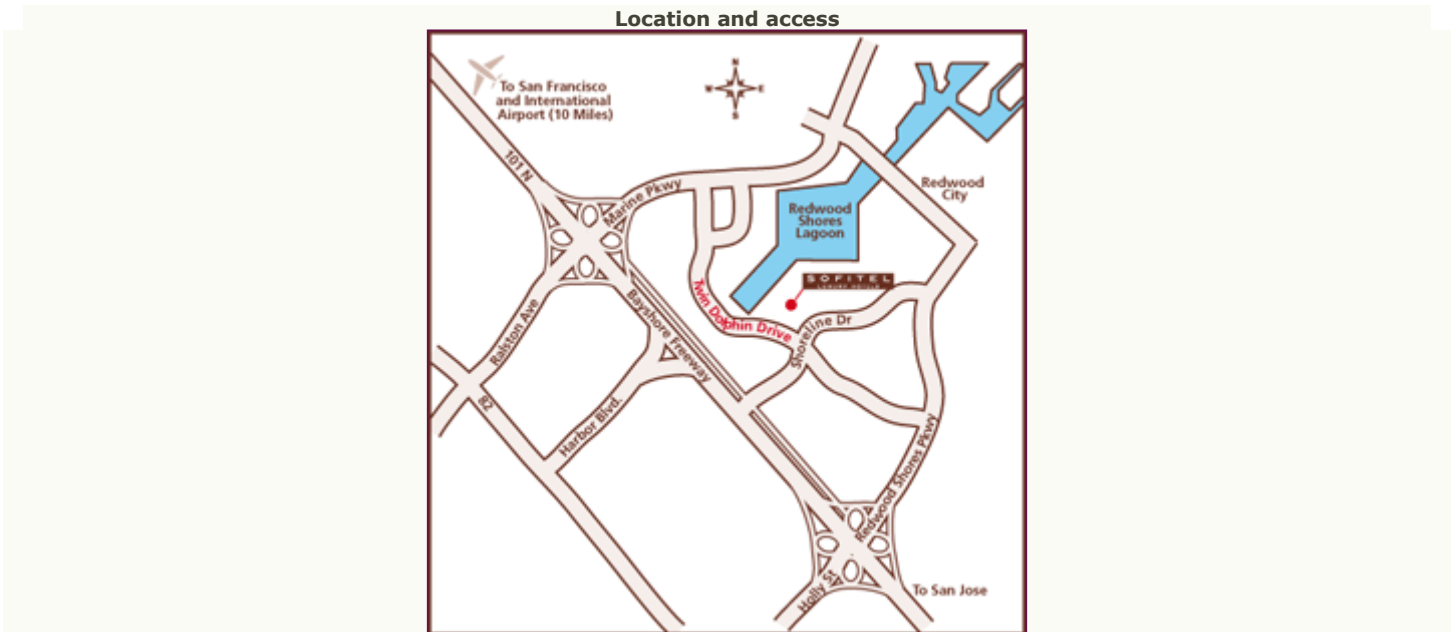 Location and access
To San Francisco
and International
Airport (10 Miles)
N
W
E
S
101 N
Marine Pkwy
Redwood
City
Redwood
Shores
Lagoon
SOFITEL
LUXURY HOTELS
Twin Dolphin Drive
Shoreline Dr
Bayshore Freeway
Ralston Ave
82
Harbor Blvd.
Redwood Shores Pkwy
Holly St
To San Jose